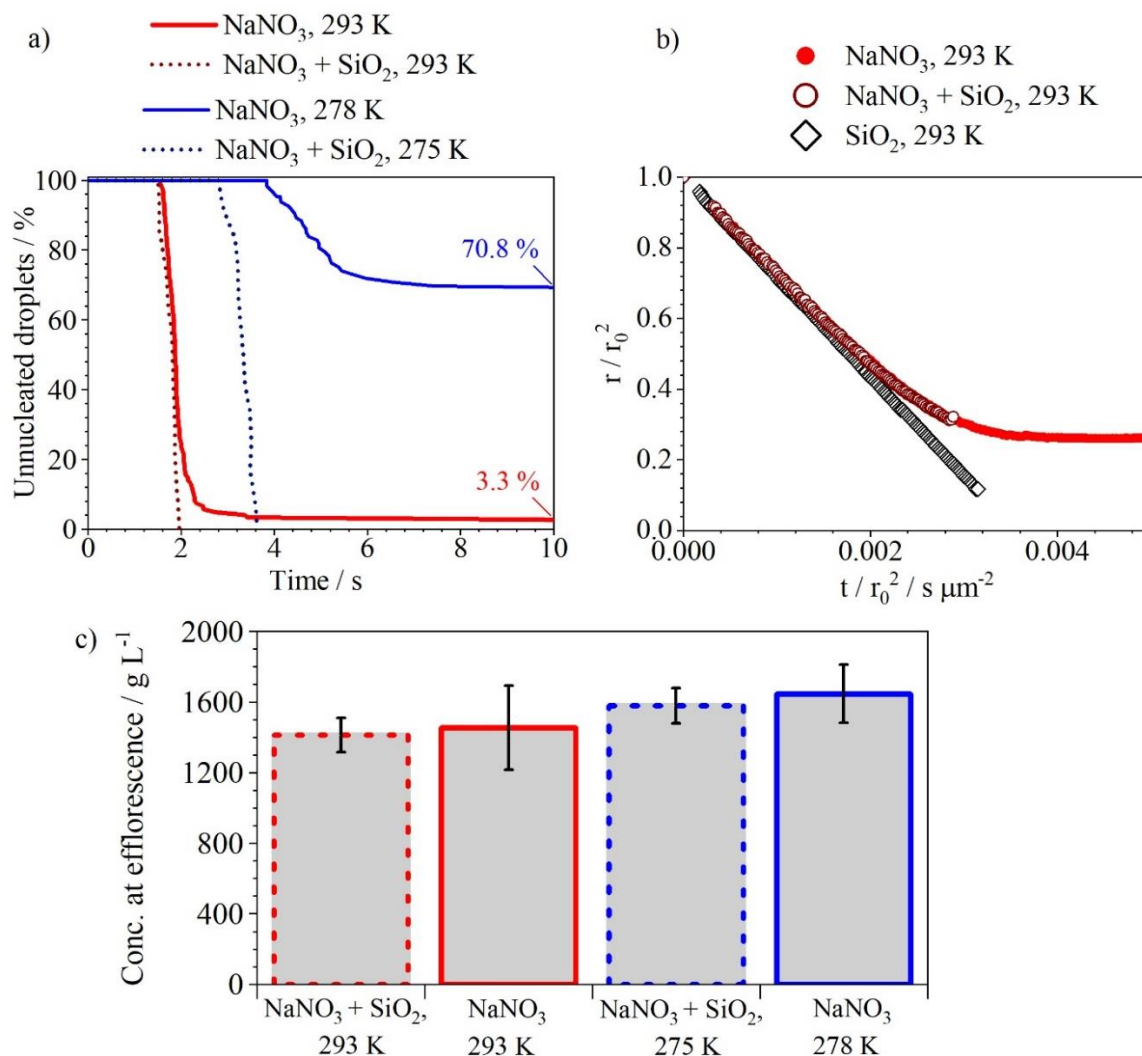 a)
NaNO₃, 293 K
NaNO₃ + SiO₂, 293 K
NaNO₃, 278 K
NaNO₃ + SiO₂, 275 K
Unnucleated droplets / %
100
80
60
40
20
0
70.8 %
3.3 %
0 2 4 6 8 10
Time / s
b)
NaNO₃, 293 K
NaNO₃ + SiO₂, 293 K
SiO₂, 293 K
r / r₀²
1.0
0.8
0.6
0.4
0.2
0.0
0.000 0.002 0.004
t / r₀² / s μm⁻²
c)
Conc. at efflorescence / g L⁻¹
2000
1600
1200
800
400
0
NaNO₃ + SiO₂,
293 K
NaNO₃
293 K
NaNO₃ + SiO₂,
275 K
NaNO₃
278 K